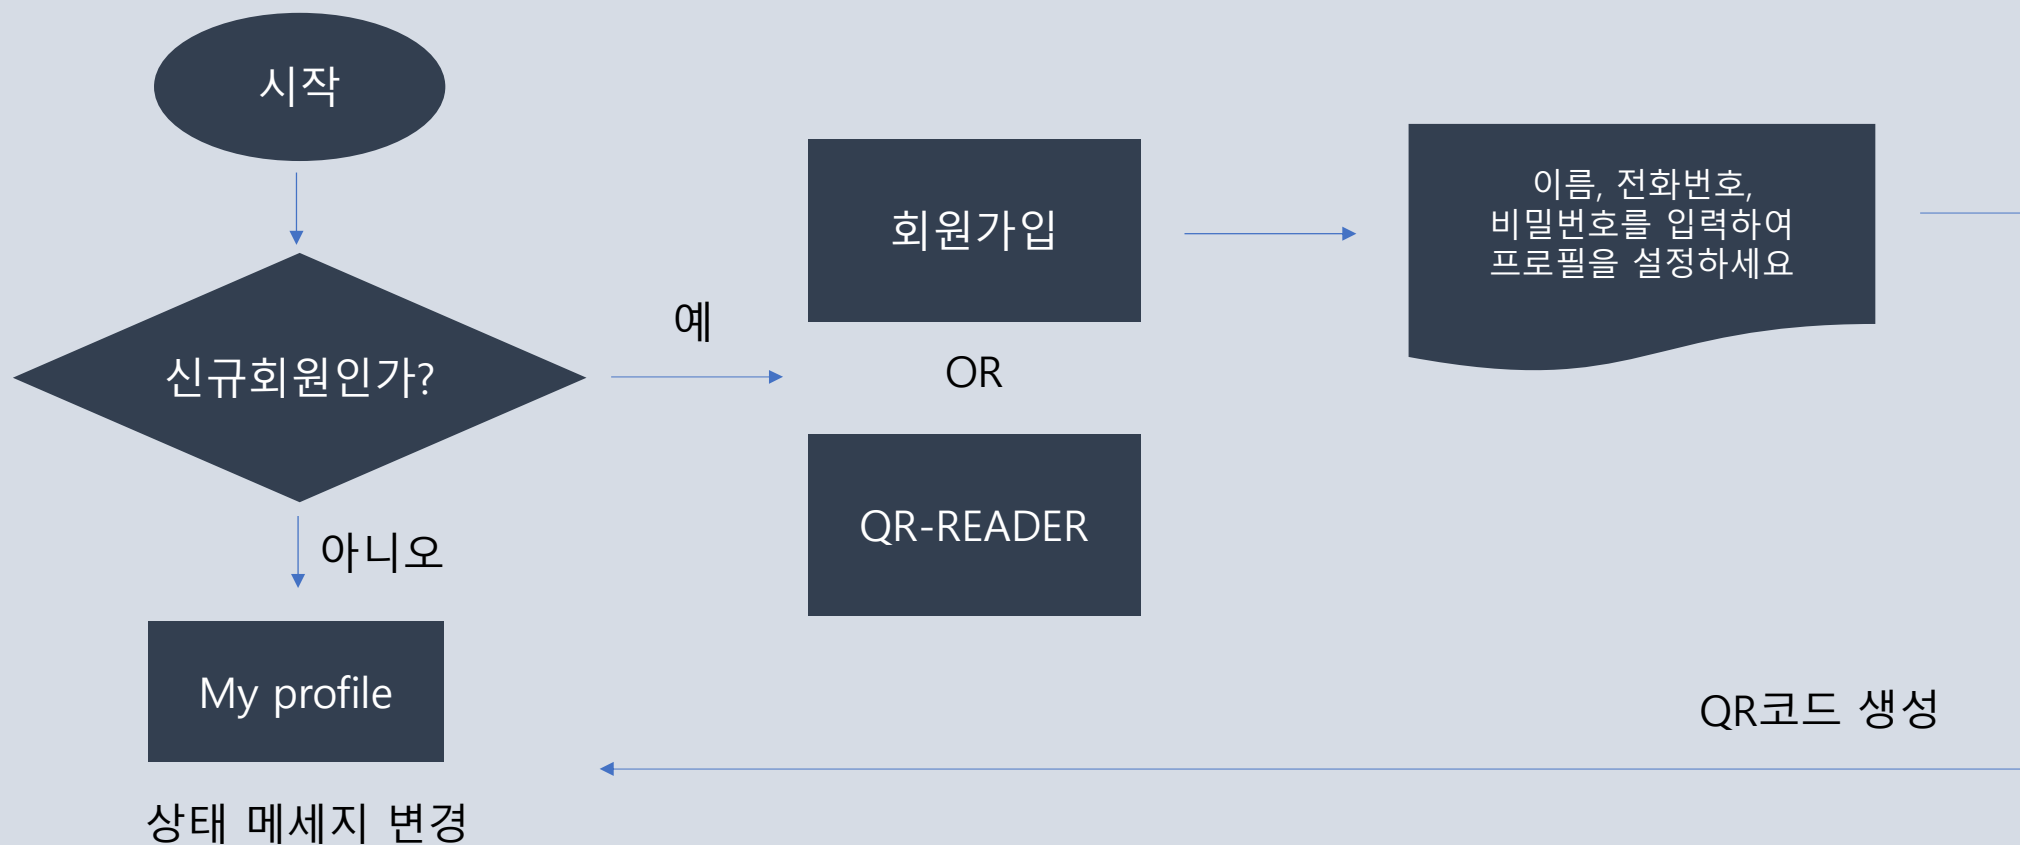 시작
신규회원인가?
예
아니오
회원가입
OR
QR-READER
이름, 전화번호,
비밀번호를 입력하여
프로필을 설정하세요
My profile
QR코드 생성
상태 메세지 변경